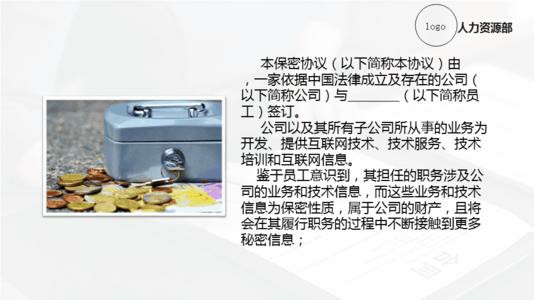 logo
人力资源部
本保密协议（以下简称本协议）由
，一家依据中国法律成立及存在的公司（
以下简称公司）与________（以下简称员
工）签订。
公司以及其所有子公司所从事的业务为
开发、提供互联网技术、技术服务、技术
培训和互联网信息。
鉴于员工意识到，其担任的职务涉及公
司的业务和技术信息，而这些业务和技术
信息为保密性质，属于公司的财产，且将
会在其履行职务的过程中不断接触到更多
秘密信息；
合同